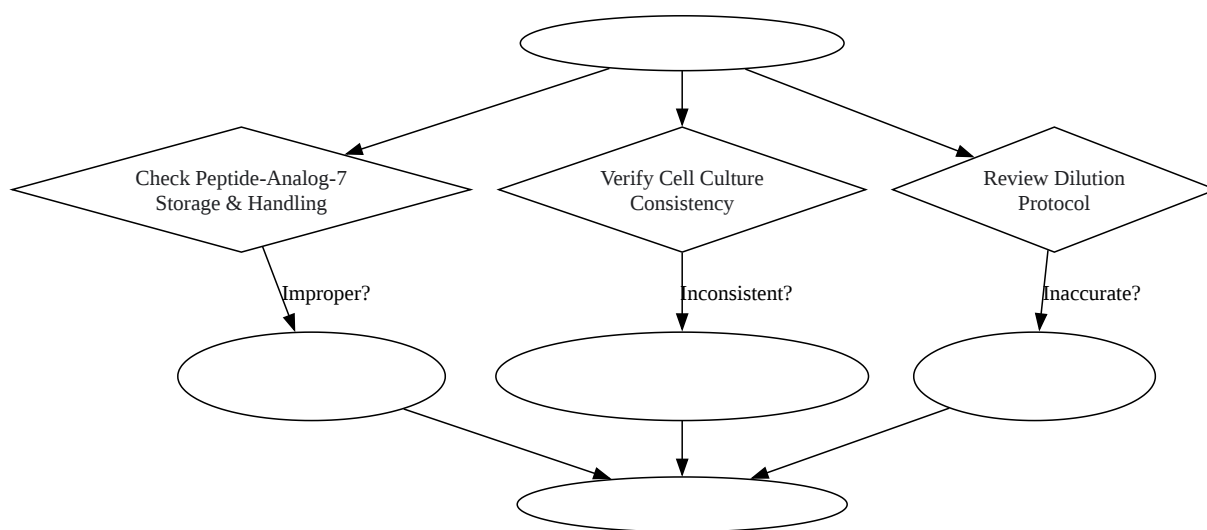 Check Peptide-Analog-7
Storage & Handling
Verify Cell Culture
Consistency
Review Dilution
Protocol
Improper?
Inconsistent?
Inaccurate?